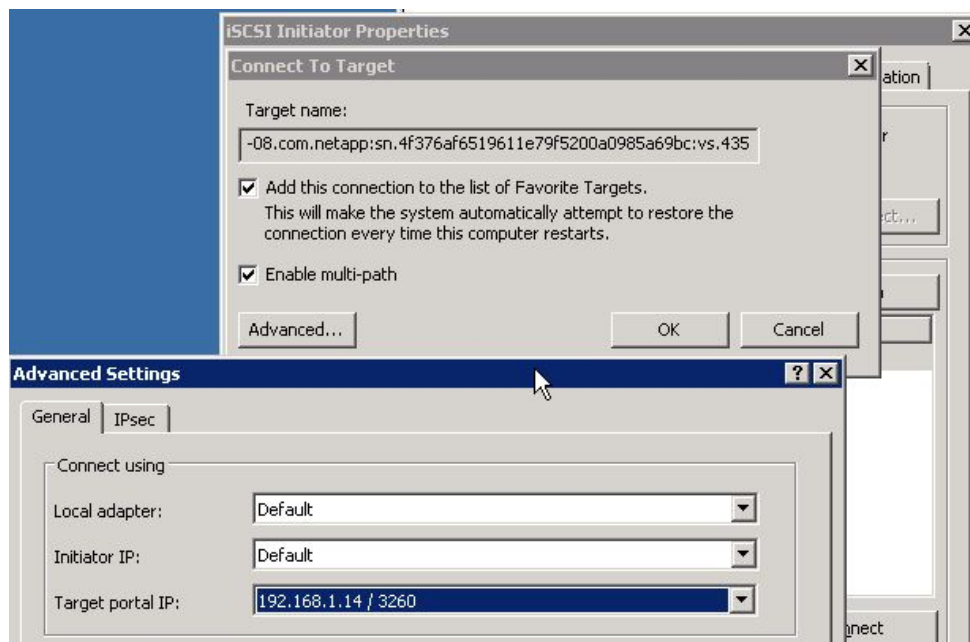 iSCSI Initiator Properties
Connect To Target
ation
Target name:
-08.com.netapp:sn.4f376af6519611e79f5200a0985a69bc:vs.435
r
Add this connection to the list of Favorite Targets.
This will make the system automatically attempt to restore the
connection every time this computer restarts.
ect...
Enable multi-path
Advanced...
OK
Cancel
Advanced Settings
General
IPsec
Connect using
Local adapter:
Default
Initiator IP:
Default
Target portal IP:
192.168.1.14 / 3260
nnect